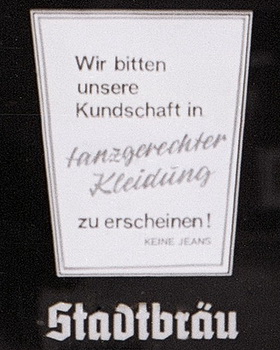 Wir bitten
unsere
Kundschaft in
tanzgerechter
Kleidung
zu erscheinen!
KEINE JEANS
Stadtbräu